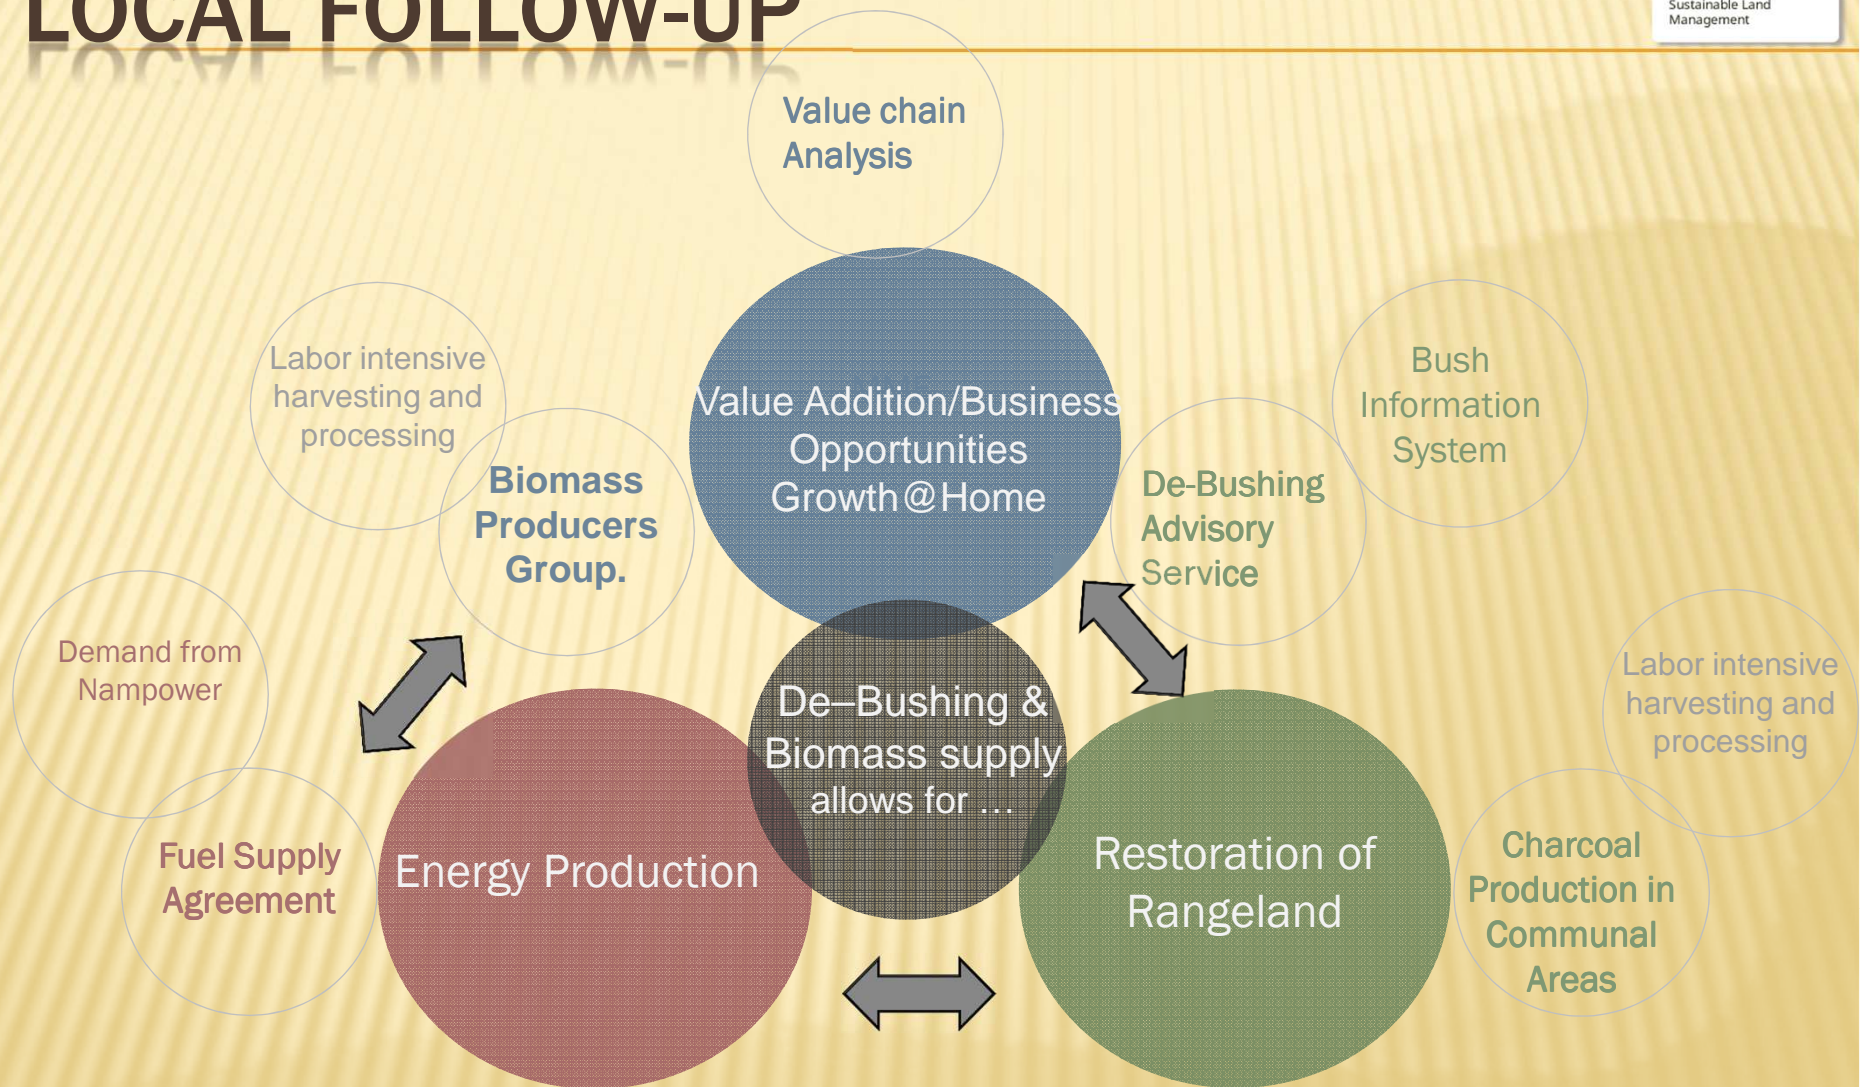 LOCAL FOLLOW-UP
Sustainable Land
Management
Value chain
Analysis
Labor intensive
harvesting and
processing
Biomass
Producers
Group.
Value Addition/Business
Opportunities
Growth@Home
De-Bushing
Advisory
Service
Bush
Information
System
Demand from
Nampower
Fuel Supply
Agreement
Energy Production
De–Bushing &
Biomass supply
allows for …
Restoration of
Rangeland
Labor intensive
harvesting and
processing
Charcoal
Production in
Communal
Areas